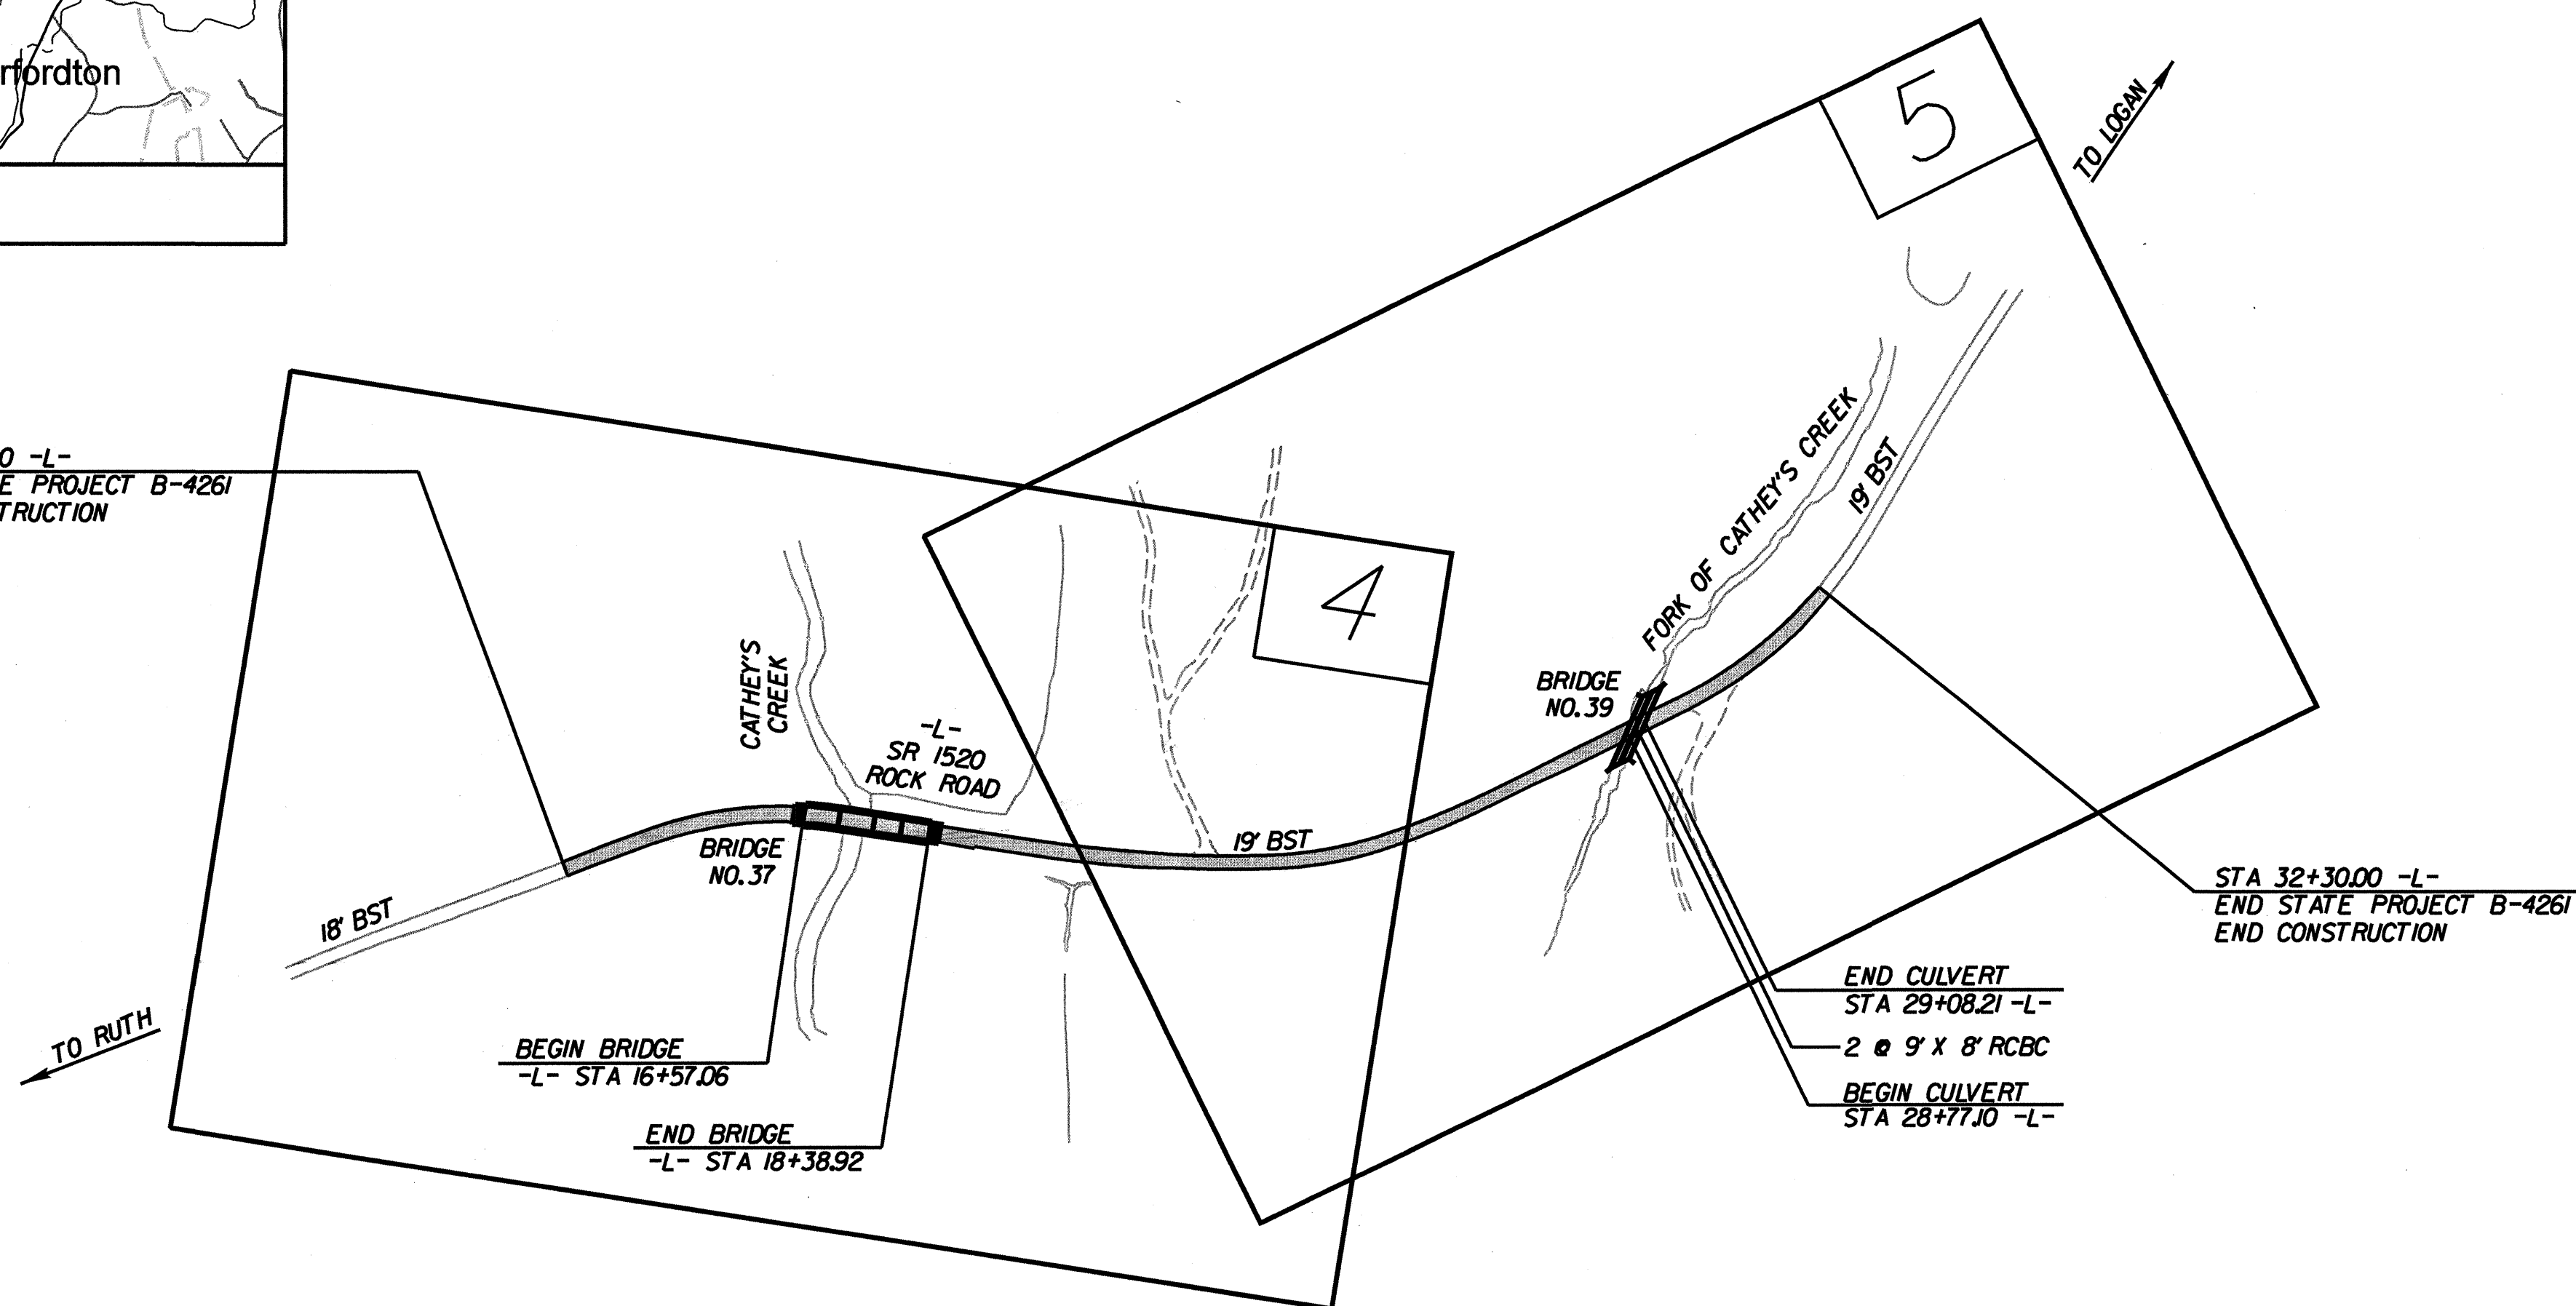 rfordton
5
TO LOGAN
0 -L-
E PROJECT B-4261
TRUCTION
4
FORK OF CATHEY'S CREEK
19' BST
CATHEY'S
CREEK
BRIDGE
NO. 39
-L-
SR 1520
ROCK ROAD
19' BST
BRIDGE
NO. 37
18' BST
STA 32+30.00 -L-
END STATE PROJECT B-4261
END CONSTRUCTION
END CULVERT
STA 29+08.21 -L-
2 @ 9' X 8' RCBC
BEGIN CULVERT
STA 28+77.10 -L-
TO RUTH
BEGIN BRIDGE
-L- STA 16+57.06
END BRIDGE
-L- STA 18+38.92